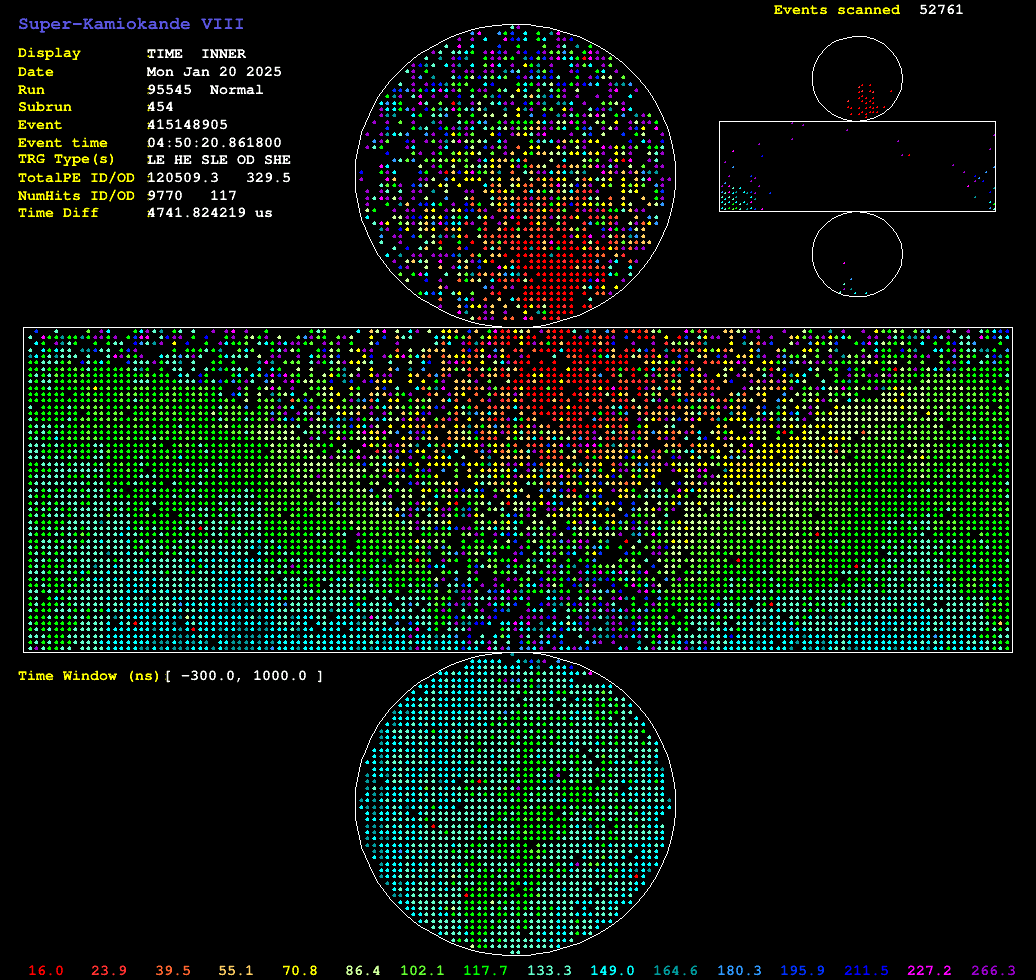 Super-Kamiokande VIII
Events scanned 52761
Display TIME INNER
Date Mon Jan 20 2025
Run 95545 Normal
Subrun 454
Event 415148905
Event time 04:50:20.861800
TRG Type(s) LE HE SLE OD SHE
TotalPE ID/OD 120509.3 329.5
NumHits ID/OD 9770 117
Time Diff 4741.824219 us
Time Window (ns)[ −300.0, 1000.0 ]
16.0 23.9 39.5 55.1 70.8 86.4 102.1 117.7 133.3 149.0 164.6 180.3 195.9 211.5 227.2 266.3